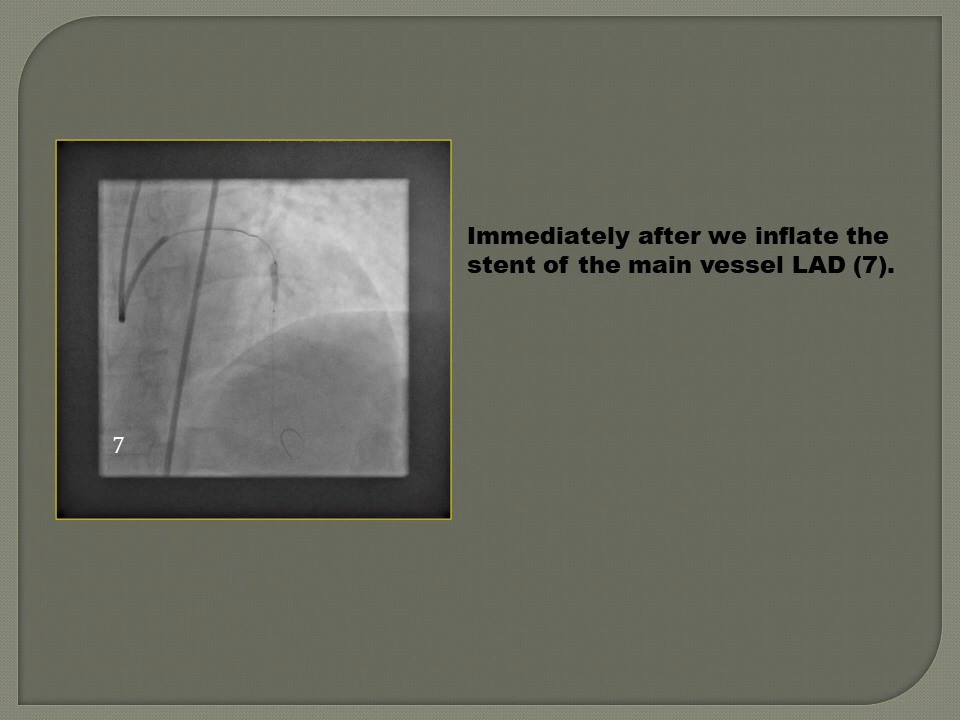 Immediately after we inflate the
stent of the main vessel LAD (7).
7